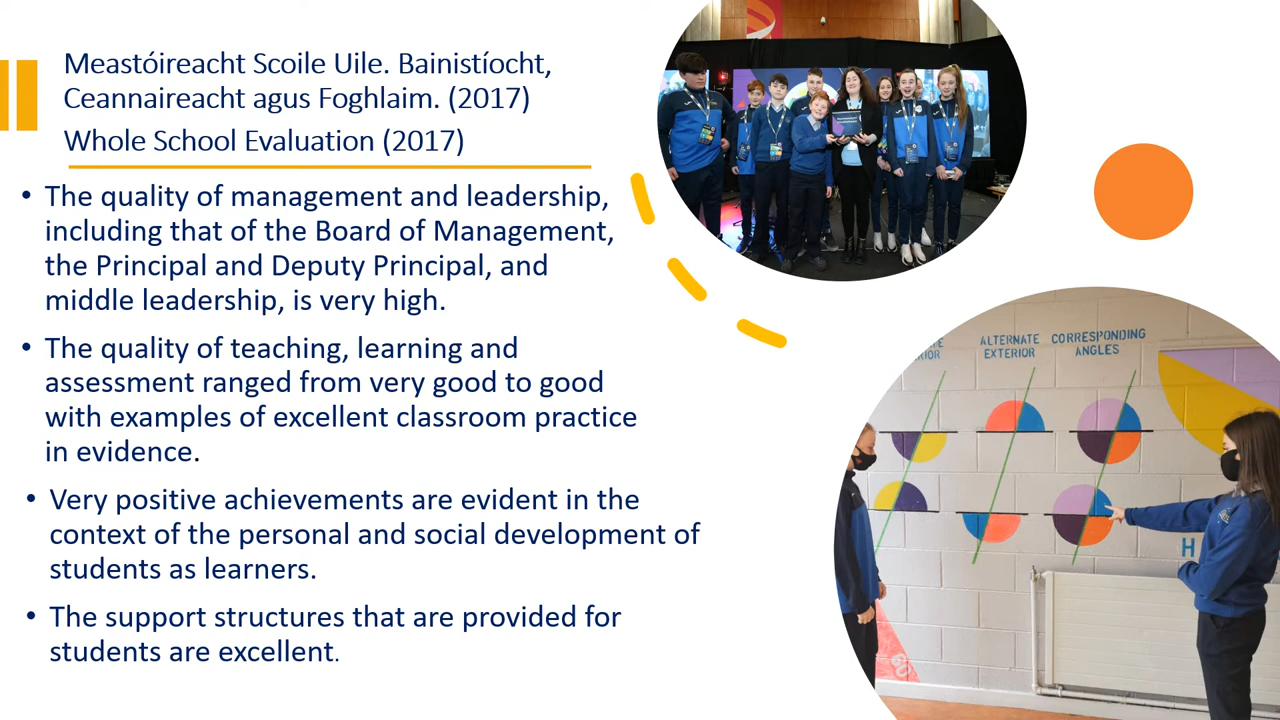 Meastóireacht Scoile Uile. Bainistíocht,
Ceannaireacht agus Foghlaim. (2017)
Whole School Evaluation (2017)
• The quality of management and leadership,
including that of the Board of Management,
the Principal and Deputy Principal, and
middle leadership, is very high.
• The quality of teaching, learning and
assessment ranged from very good to good
with examples of excellent classroom practice
in evidence.
• Very positive achievements are evident in the
context of the personal and social development of
students as learners.
• The support structures that are provided for
students are excellent.
ALTERNATE
EXTERIOR
CORRESPONDING
ANGLES
H